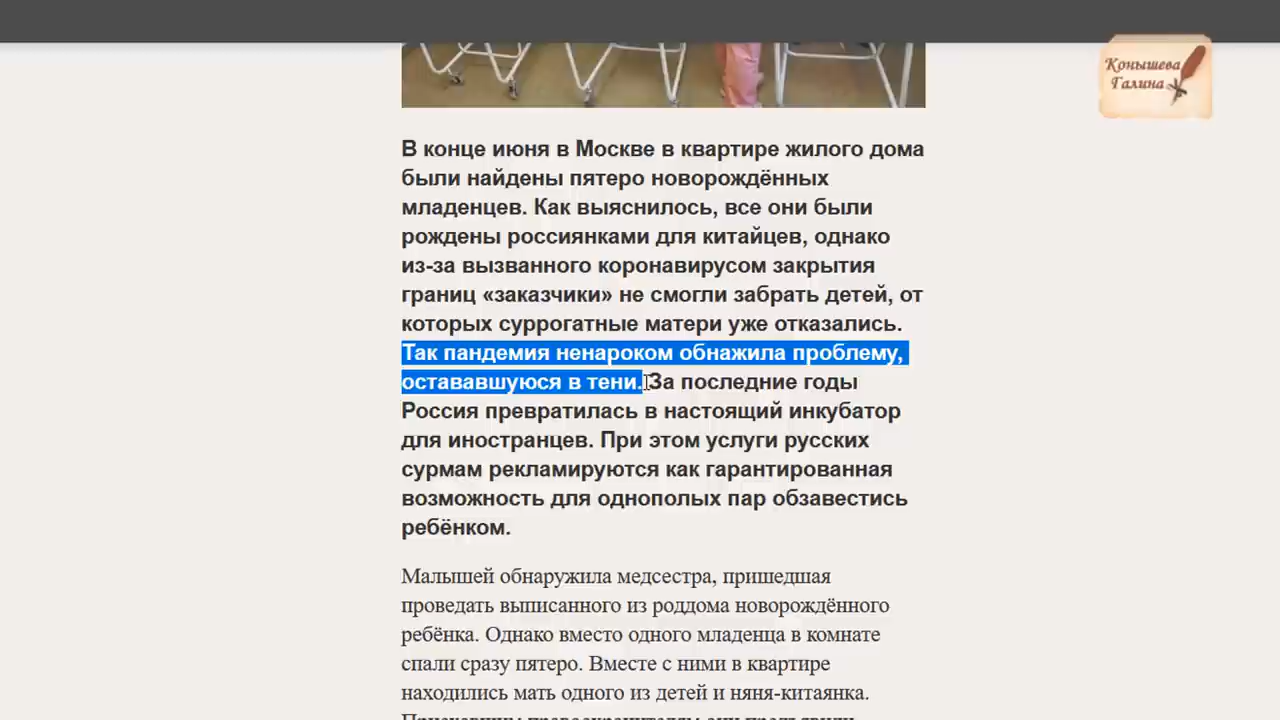 Конышева
Галина
В конце июня в Москве в квартире жилого дома
были найдены пятеро новорождённых
младенцев. Как выяснилось, все они были
рождены россиянками для китайцев, однако
из-за вызванного коронавирусом закрытия
границ «заказчики» не смогли забрать детей, от
которых суррогатные матери уже отказались.
Так пандемия ненароком обнажила проблему,
остававшуюся в тени. За последние годы
Россия превратилась в настоящий инкубатор
для иностранцев. При этом услуги русских
сурмам рекламируются как гарантированная
возможность для однополых пар обзавестись
ребёнком.
Малышей обнаружила медсестра, пришедшая
проведать выписанного из роддома новорождённого
ребёнка. Однако вместо одного младенца в комнате
спали сразу пятеро. Вместе с ними в квартире
находились мать одного из детей и няня-китаянка.